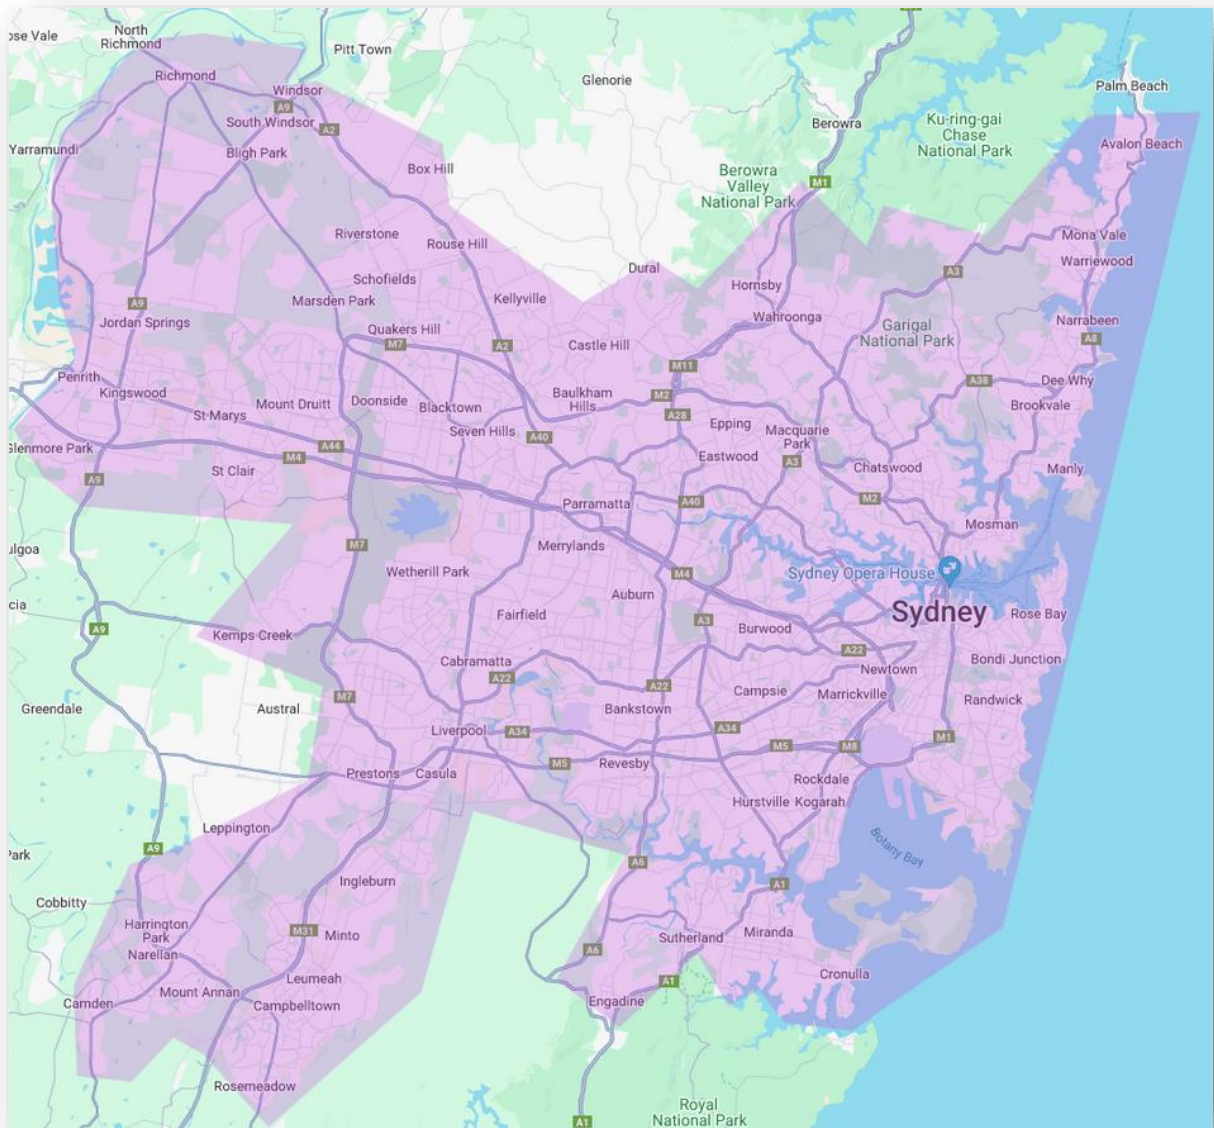 ose Vale
North
Richmond
Pitt Town
Glenorie
Palm Beach
Richmond
Windsor
A9
South Windsor
A2
Berowra
Ku-ring-gai
Chase
National Park
Avalon Beach
Yarramundi
Bligh Park
Box Hill
Berowra
Valley
National Park
M1
Riverstone
Rouse Hill
Mona Vale
Warriewood
Dural
A3
Schofields
Hornsby
Marsden Park
Kellyville
A9
Jordan Springs
Wahroonga
Garigal
National Park
Narrabeen
Quakers Hill
M7
A2
Castle Hill
A8
M11
Penrith
Kingswood
Mount Druitt
Doonside
Blacktown
Baulkham
Hills
M2
A38
Dee Why
Brookvale
St Marys
A28
Epping
Macquarie
Park
Seven Hills
A40
Glenmore Park
A44
M4
Eastwood
A3
Chatswood
Manly
St Clair
A9
M2
Parramatta
A40
Mosman
ulgoa
M7
Merrylands
Wetherill Park
M4
Sydney Opera House
Auburn
cia
Fairfield
Sydney
Rose Bay
A9
Kemps Creek
A3
Burwood
A22
Cabramatta
A22
Newtown
Bondi Junction
M7
A22
Campsie
Marrickville
Randwick
Greendale
Austral
Bankstown
Liverpool
A34
A34
M1
M5
M8
Prestons
Casula
M5
Revesby
Rockdale
Hurstville
Kogarah
Leppington
Park
A9
Botany Bay
A6
Ingleburn
A1
Cobbitty
Harrington
Park
Narellan
M31
Minto
Miranda
Sutherland
A6
Leumeah
Cronulla
Mount Annan
Campbelltown
A1
Camden
Engadine
Rosemeadow
Royal
National Park
A1